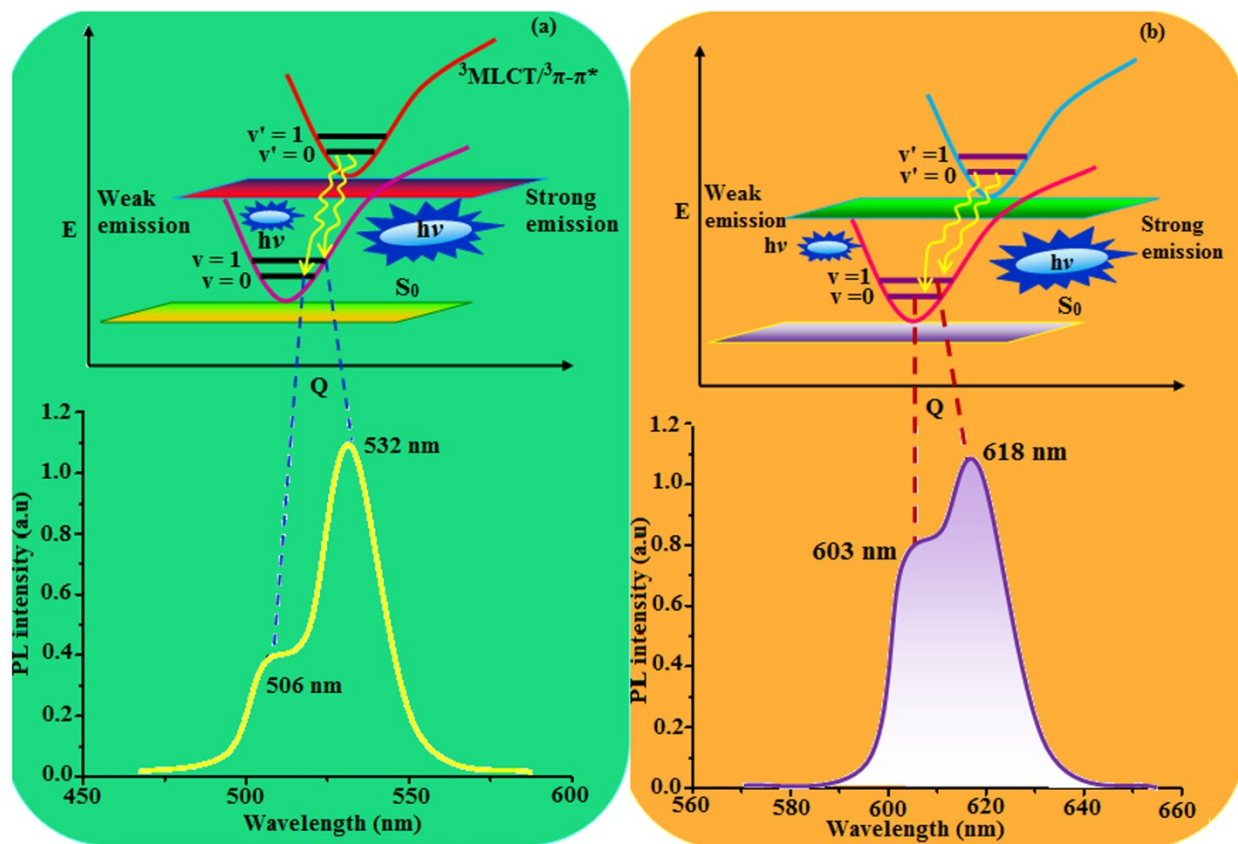 (a)
³MLCT/³π-π*
v' = 1
v' = 0
Weak
emission
Strong
emission
hν
hν
E
v = 1
v = 0
S₀
Q
1.2
1.0
0.8
0.6
0.4
0.2
0.0
PL intensity (a.u)
532 nm
506 nm
450
500
550
600
Wavelength (nm)
(b)
v' =1
v' =0
Weak
emission
hν
E
Strong
emission
hν
v=1
v =0
S₀
Q
1.2
1.0
0.8
0.6
0.4
0.2
0.0
PL intensity (a.u)
618 nm
603 nm
560
580
600
620
640
660
Wavelength (nm)